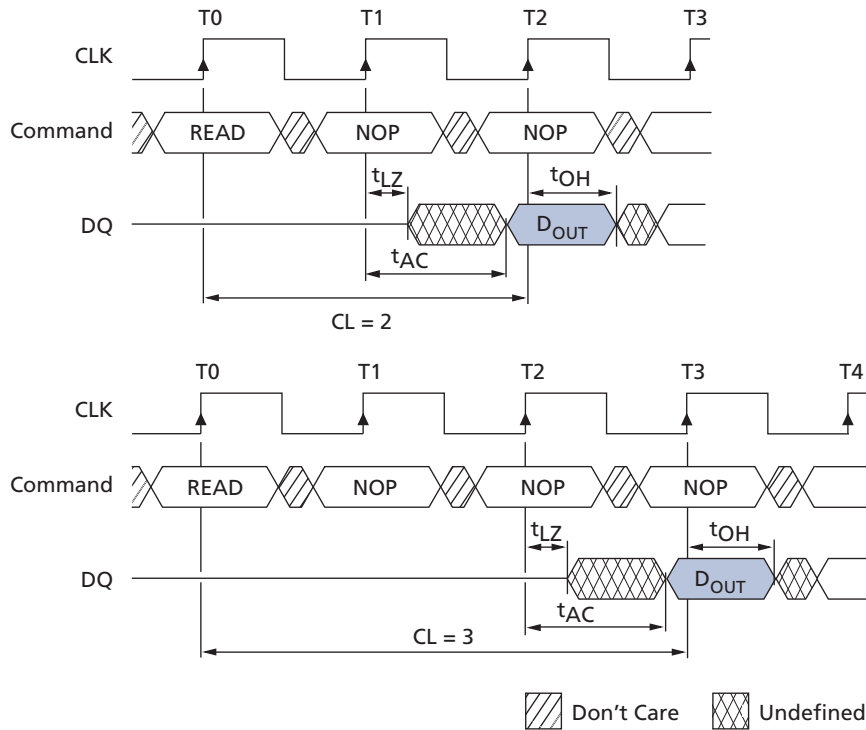 T0 T1 T2 T3
CLK
Command READ NOP NOP
tLZ tOH
DQ DOUT
tAC
CL = 2
T0 T1 T2 T3 T4
CLK
Command READ NOP NOP NOP
tLZ tOH
DQ DOUT
tAC
CL = 3
Don't Care Undefined